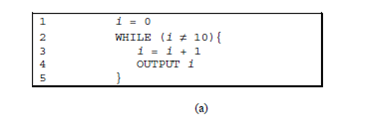 1 i = 0
2 WHILE (i ≠ 10){
3 i = i + 1
4 OUTPUT i
5 }
(a)